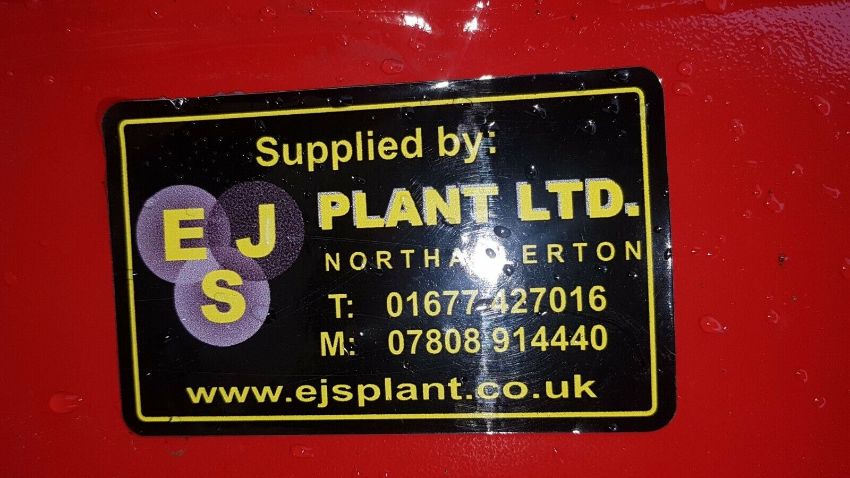 Supplied by:
E J S
PLANT LTD.
NORTHALLERTON
T: 01677 427016
M: 07808 914440
www.ejsplant.co.uk